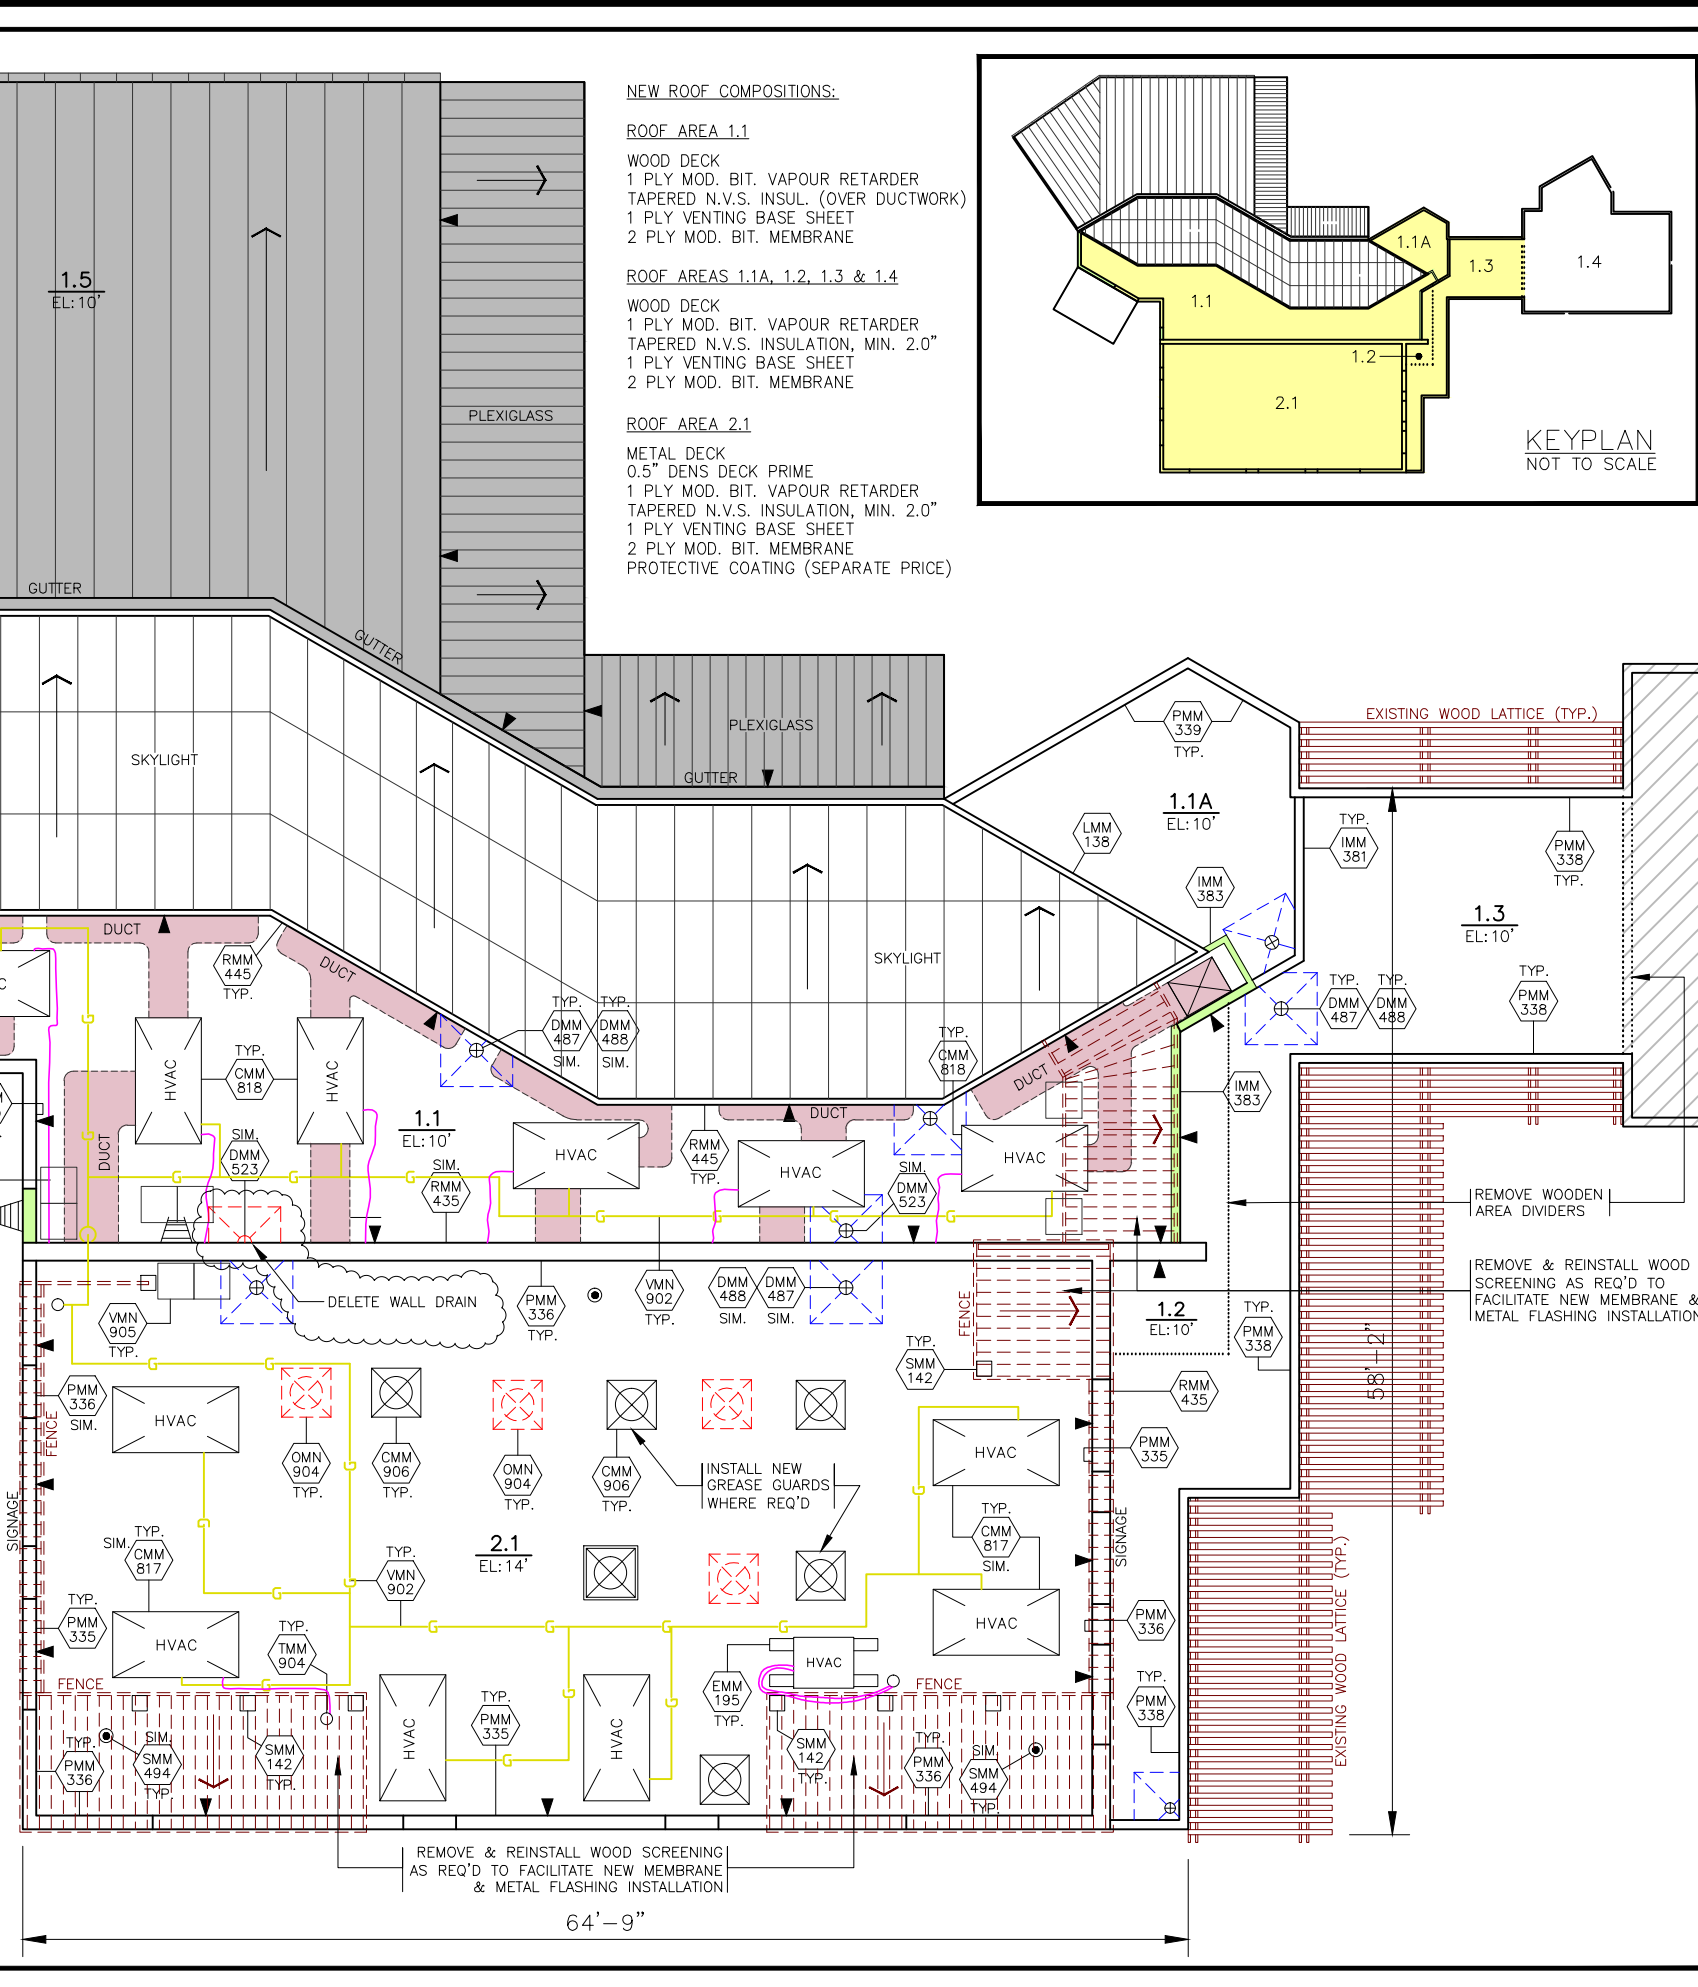 NEW ROOF COMPOSITIONS:
ROOF AREA 1.1
WOOD DECK
1 PLY MOD. BIT. VAPOUR RETARDER
TAPERED N.V.S. INSUL. (OVER DUCTWORK)
1 PLY VENTING BASE SHEET
2 PLY MOD. BIT. MEMBRANE
ROOF AREAS 1.1A, 1.2, 1.3 & 1.4
WOOD DECK
1 PLY MOD. BIT. VAPOUR RETARDER
TAPERED N.V.S. INSULATION, MIN. 2.0"
1 PLY VENTING BASE SHEET
2 PLY MOD. BIT. MEMBRANE
ROOF AREA 2.1
METAL DECK
0.5" DENS DECK PRIME
1 PLY MOD. BIT. VAPOUR RETARDER
TAPERED N.V.S. INSULATION, MIN. 2.0"
1 PLY VENTING BASE SHEET
2 PLY MOD. BIT. MEMBRANE
PROTECTIVE COATING (SEPARATE PRICE)
1.1A
1.3
1.4
1.1
1.2
2.1
KEYPLAN
NOT TO SCALE
1.5
EL: 10'
PLEXIGLASS
GUTTER
GUTTER
SKYLIGHT
PLEXIGLASS
GUTTER
PMM
339
TYP.
EXISTING WOOD LATTICE (TYP.)
1.1A
EL: 10'
LMM
138
TYP.
IMM
381
PMM
338
TYP.
IMM
383
1.3
EL: 10'
DUCT
RMM
445
TYP.
DUCT
SKYLIGHT
TYP.
DMM
487
SIM.
TYP.
DMM
488
SIM.
TYP.
DMM
487
TYP.
DMM
488
TYP.
PMM
338
HVAC
TYP.
CMM
818
HVAC
TYP.
CMM
818
DUCT
IMM
383
DUCT
1.1
EL: 10'
DUCT
SIM.
DMM
523
SIM.
RMM
435
HVAC
RMM
445
TYP.
HVAC
SIM.
DMM
523
HVAC
REMOVE WOODEN
AREA DIVIDERS
DELETE WALL DRAIN
VMN
905
TYP.
PMM
336
TYP.
VMN
902
TYP.
DMM
488
SIM.
DMM
487
SIM.
FENCE
1.2
EL: 10'
TYP.
PMM
338
REMOVE & REINSTALL WOOD
SCREENING AS REQ'D TO
FACILITATE NEW MEMBRANE &
METAL FLASHING INSTALLATION
58'-2"
PMM
336
SIM.
FENCE
HVAC
OMN
904
TYP.
CMM
906
TYP.
OMN
904
TYP.
CMM
906
TYP.
INSTALL NEW
GREASE GUARDS
WHERE REQ'D
TYP.
SMM
142
RMM
435
HVAC
PMM
335
SIGNAGE
TYP.
SIM.
CMM
817
2.1
EL: 14'
TYP.
VMN
902
TYP.
CMM
817
SIM.
SIGNAGE
TYP.
PMM
335
HVAC
TYP.
TMM
904
HVAC
TYP.
PMM
336
EXISTING WOOD LATTICE (TYP.)
FENCE
HVAC
EMM
195
TYP.
FENCE
TYP.
PMM
338
TYP.
PMM
336
SIM.
SMM
494
TYP.
SMM
142
TYP.
HVAC
TYP.
PMM
335
HVAC
SMM
142
TYP.
TYP.
PMM
336
SIM.
SMM
494
TYP.
REMOVE & REINSTALL WOOD SCREENING
AS REQ'D TO FACILITATE NEW MEMBRANE
& METAL FLASHING INSTALLATION
64'-9"